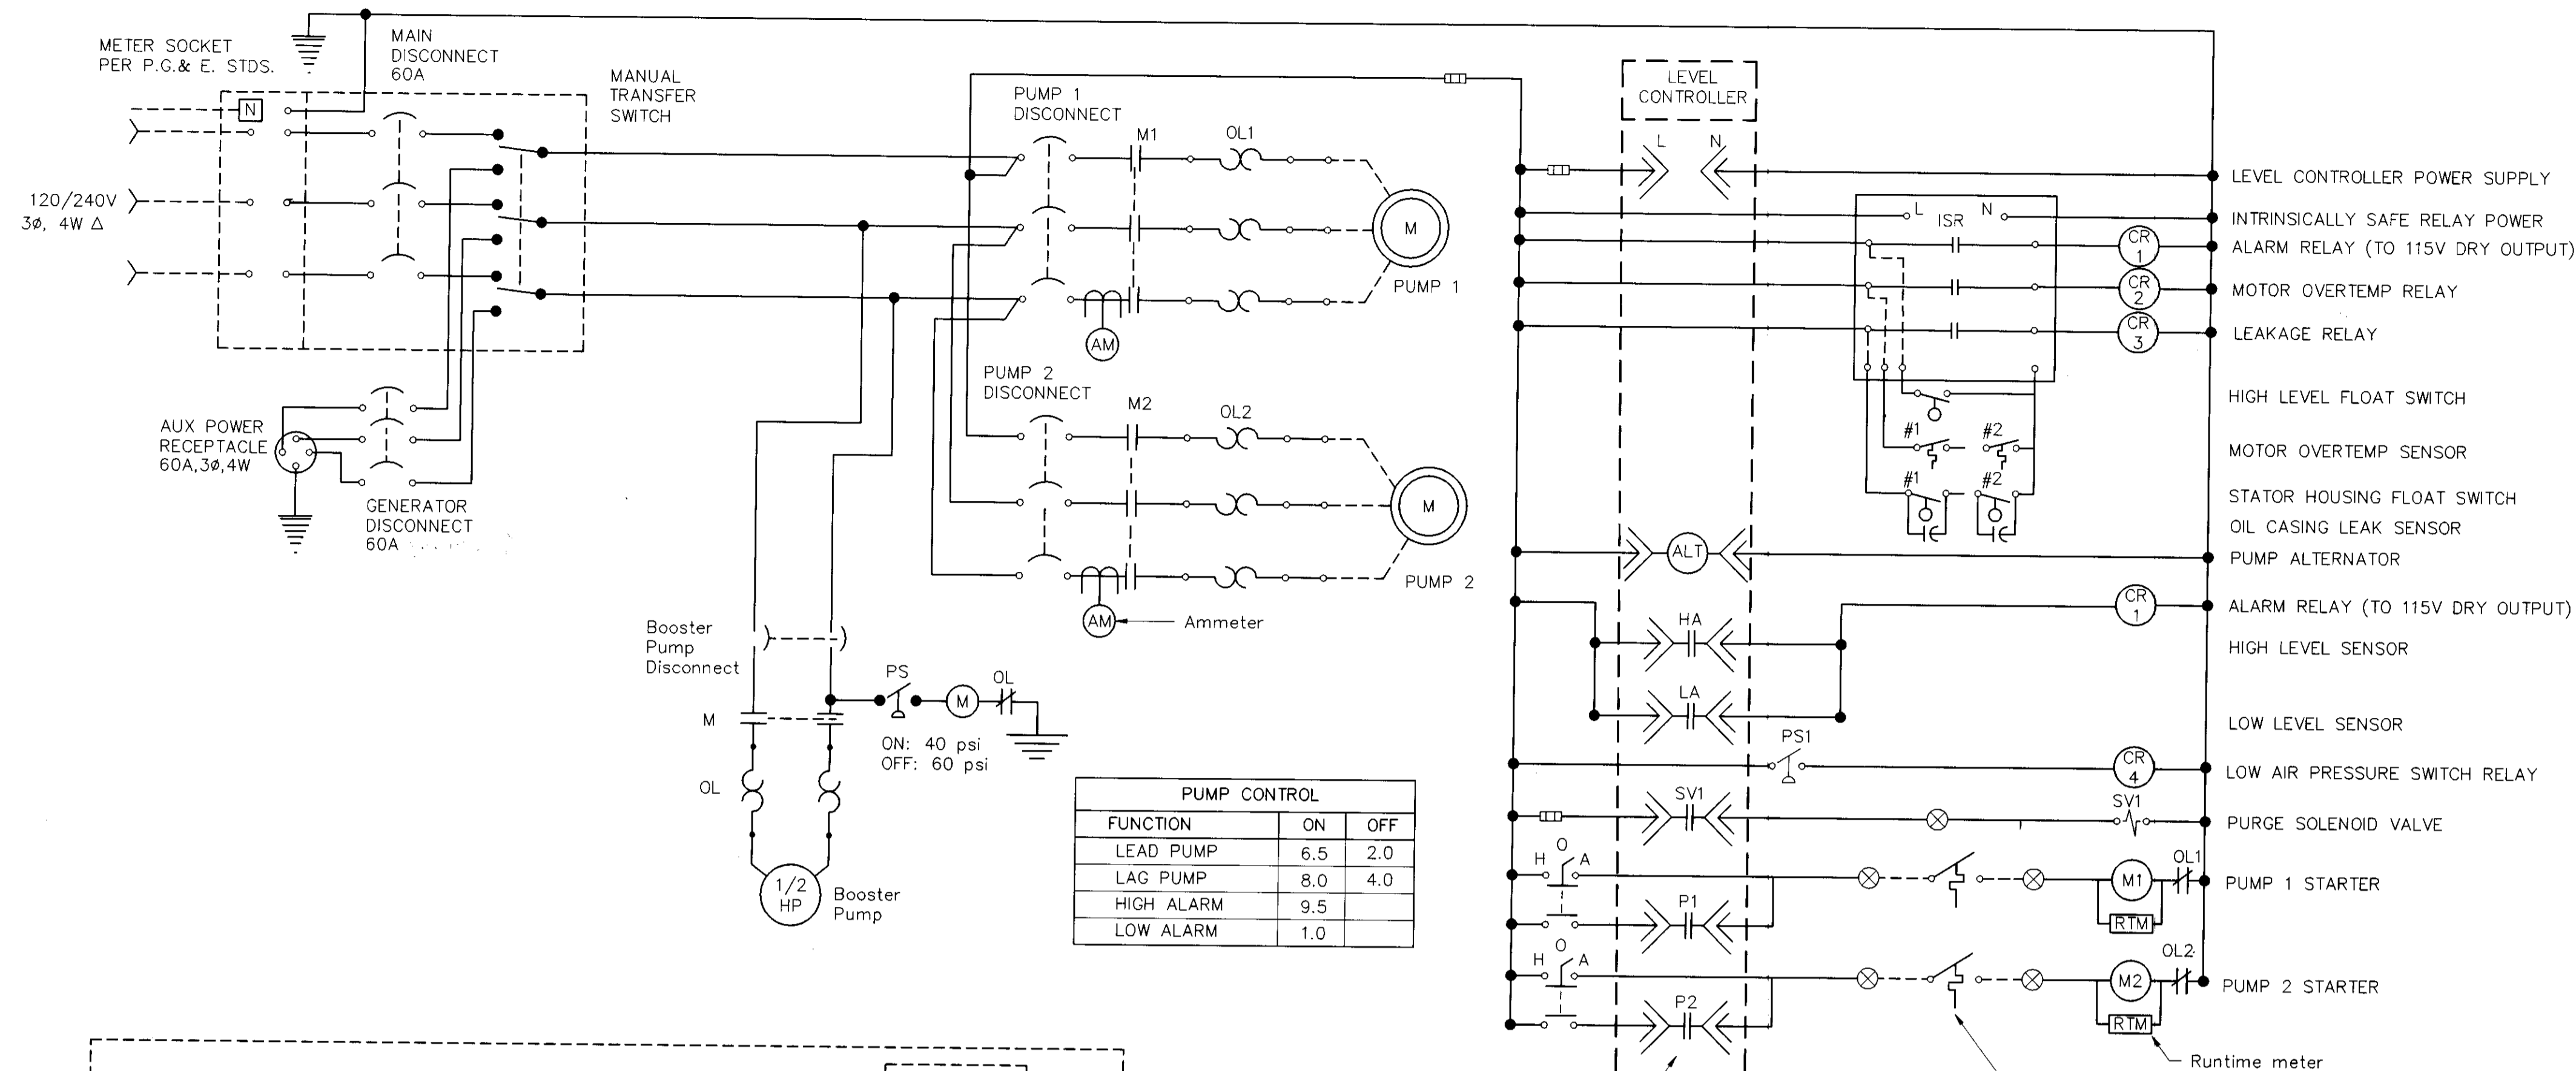 METER SOCKET
PER P.G.& E. STDS.
MAIN
DISCONNECT
60A
MANUAL
TRANSFER
SWITCH
N
120/240V
3ø, 4W Δ
AUX POWER
RECEPTACLE
60A,3ø,4W
GENERATOR
DISCONNECT
60A
PUMP 1
DISCONNECT
M1
OL1
M
PUMP 1
AM
PUMP 2
DISCONNECT
M2
OL2
M
PUMP 2
AM
Ammeter
Booster
Pump
Disconnect
PS
M
OL
M
ON: 40 psi
OFF: 60 psi
OL
1/2
HP
Booster
Pump
PUMP CONTROL
FUNCTION ON OFF
LEAD PUMP 6.5 2.0
LAG PUMP 8.0 4.0
HIGH ALARM 9.5
LOW ALARM 1.0
LEVEL
CONTROLLER
L N
LEVEL CONTROLLER POWER SUPPLY
L ISR N
INTRINSICALLY SAFE RELAY POWER
CR
1
ALARM RELAY (TO 115V DRY OUTPUT)
CR
2
MOTOR OVERTEMP RELAY
CR
3
LEAKAGE RELAY
HIGH LEVEL FLOAT SWITCH
#1 #2
MOTOR OVERTEMP SENSOR
#1 #2
STATOR HOUSING FLOAT SWITCH
OIL CASING LEAK SENSOR
ALT
PUMP ALTERNATOR
CR
1
ALARM RELAY (TO 115V DRY OUTPUT)
HA
HIGH LEVEL SENSOR
LA
LOW LEVEL SENSOR
PS1
CR
4
LOW AIR PRESSURE SWITCH RELAY
SV1
SV1
PURGE SOLENOID VALVE
H O A
M1
OL1
PUMP 1 STARTER
P1
RTM
H O A
M2
OL2
PUMP 2 STARTER
P2
RTM
Runtime meter